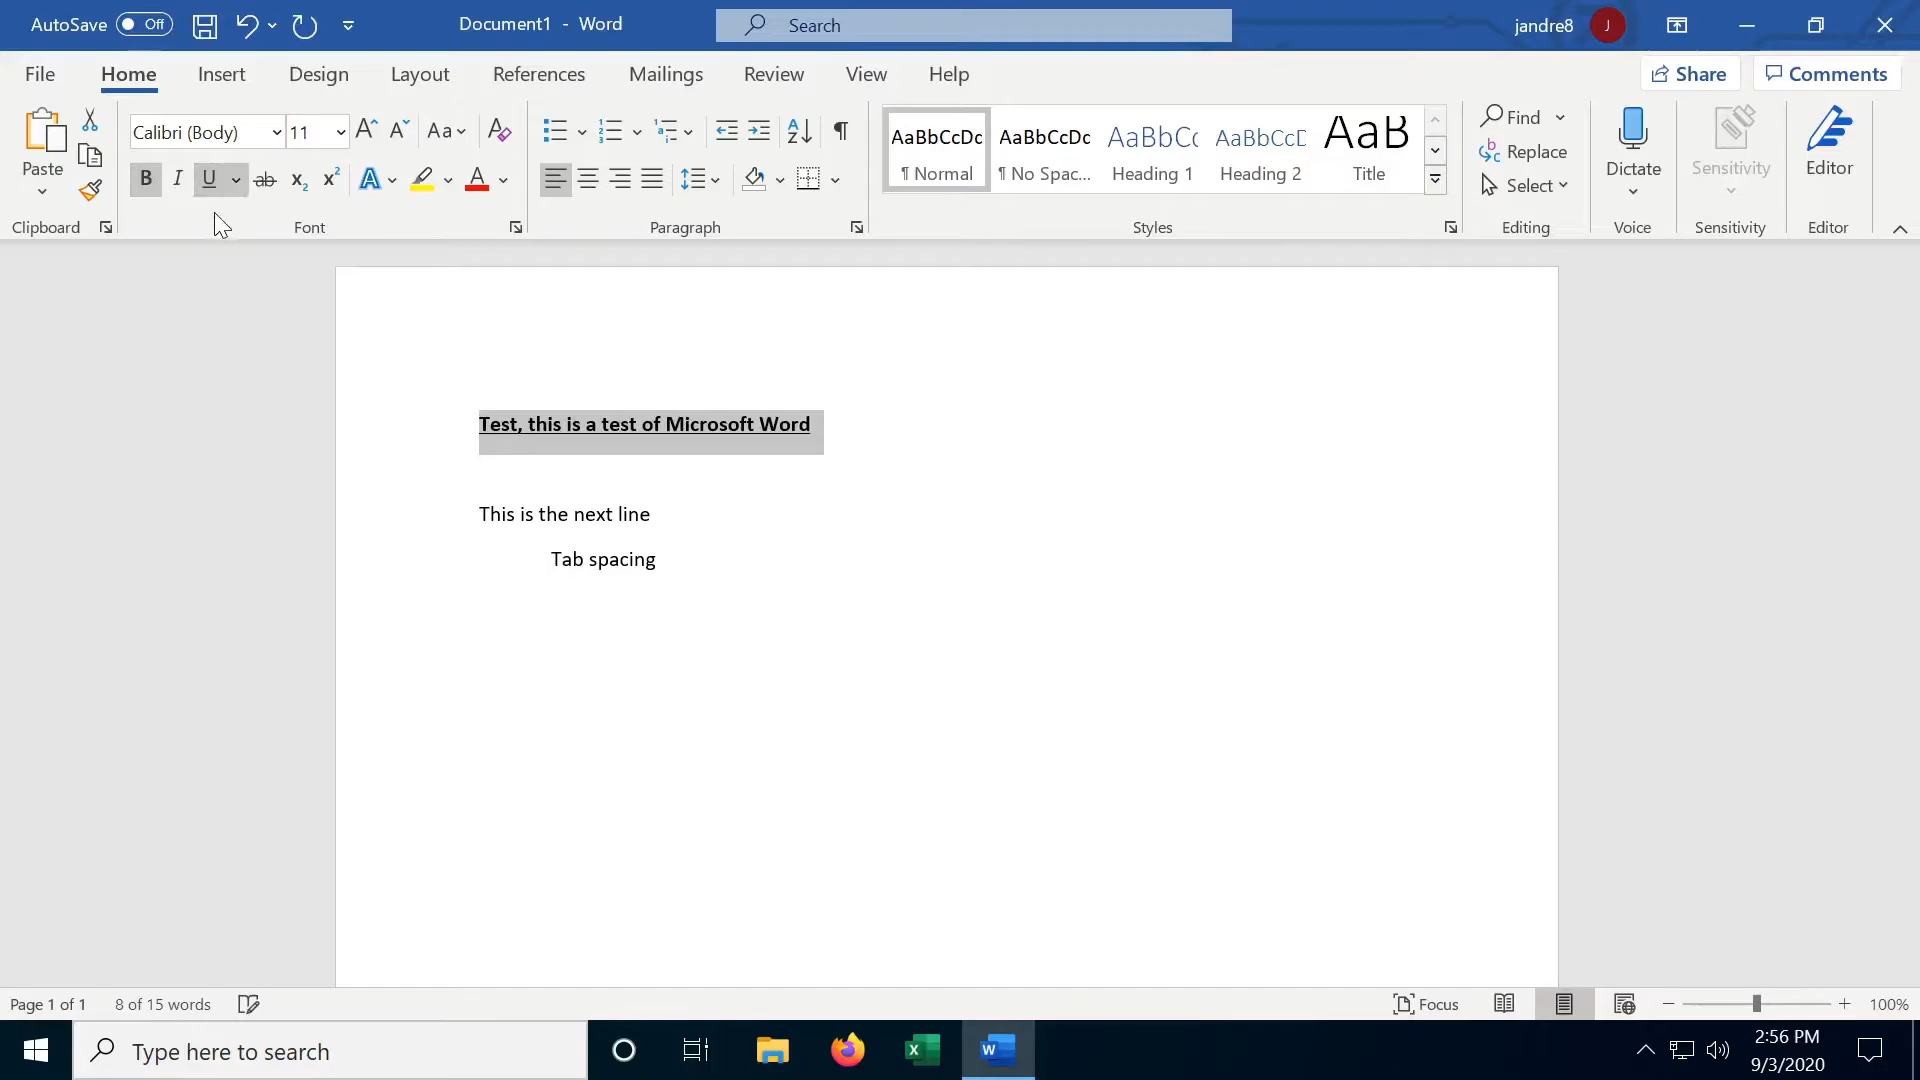 AutoSave Off Document1 - Word Search jandre8 J
File Home Insert Design Layout References Mailings Review View Help Share Comments
Paste
Calibri (Body) 11 Aa
AaBbCcDc AaBbCcDc AaBbCc AaBbCcD AaB
¶ Normal ¶ No Spac... Heading 1 Heading 2 Title
Find
Replace
Select
Dictate Sensitivity Editor
Clipboard Font Paragraph Styles Editing Voice Sensitivity Editor
Test, this is a test of Microsoft Word
This is the next line
Tab spacing
Page 1 of 1 8 of 15 words Focus 100%
Type here to search
2:56 PM
9/3/2020